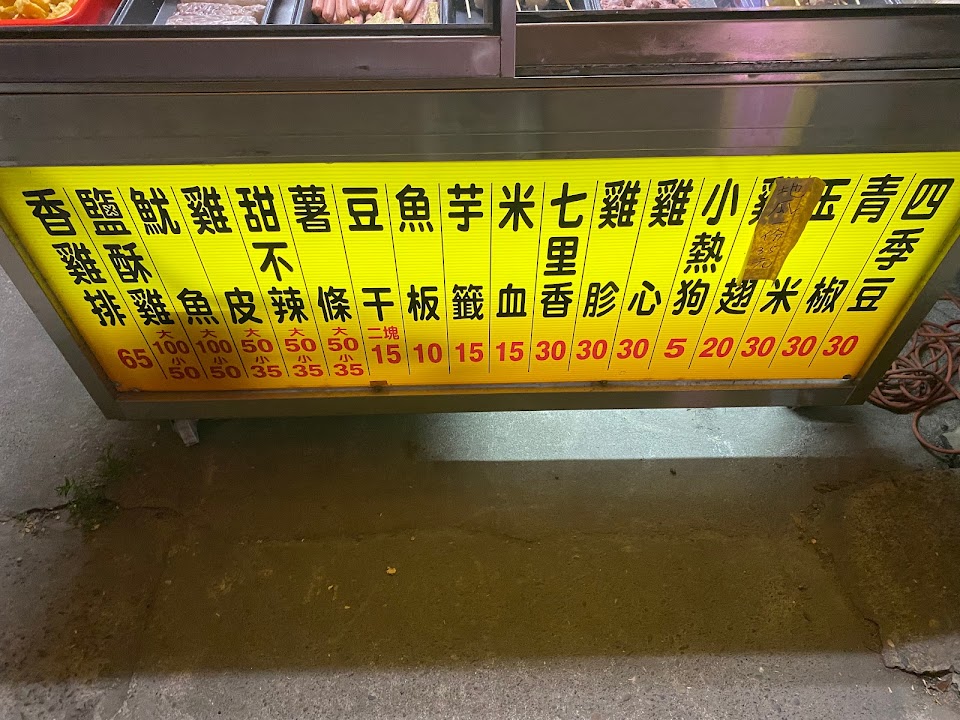 香雞排 65
鹽酥雞 大100 小50
魷魚 大100 小50
雞皮 大50 小35
甜不辣 大50 小35
薯條 大50 小35
豆干 二塊15
魚板 10
芋籤 15
米血 15
七里香 30
雞胗 30
雞心 30
小熱狗 5
雞翅 20
玉米 30
青椒 30
四季豆 30